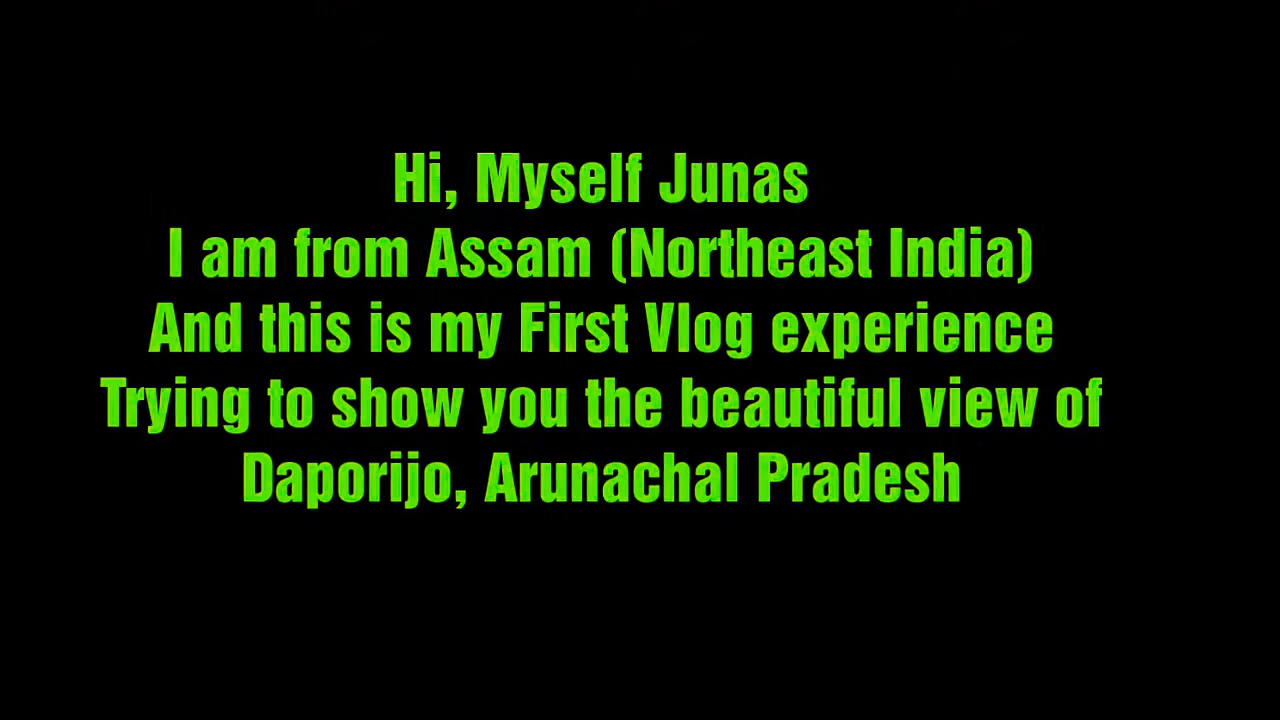 Hi, Myself Junas
I am from Assam (Northeast India)
And this is my First Vlog experience
Trying to show you the beautiful view of
Daporijo, Arunachal Pradesh